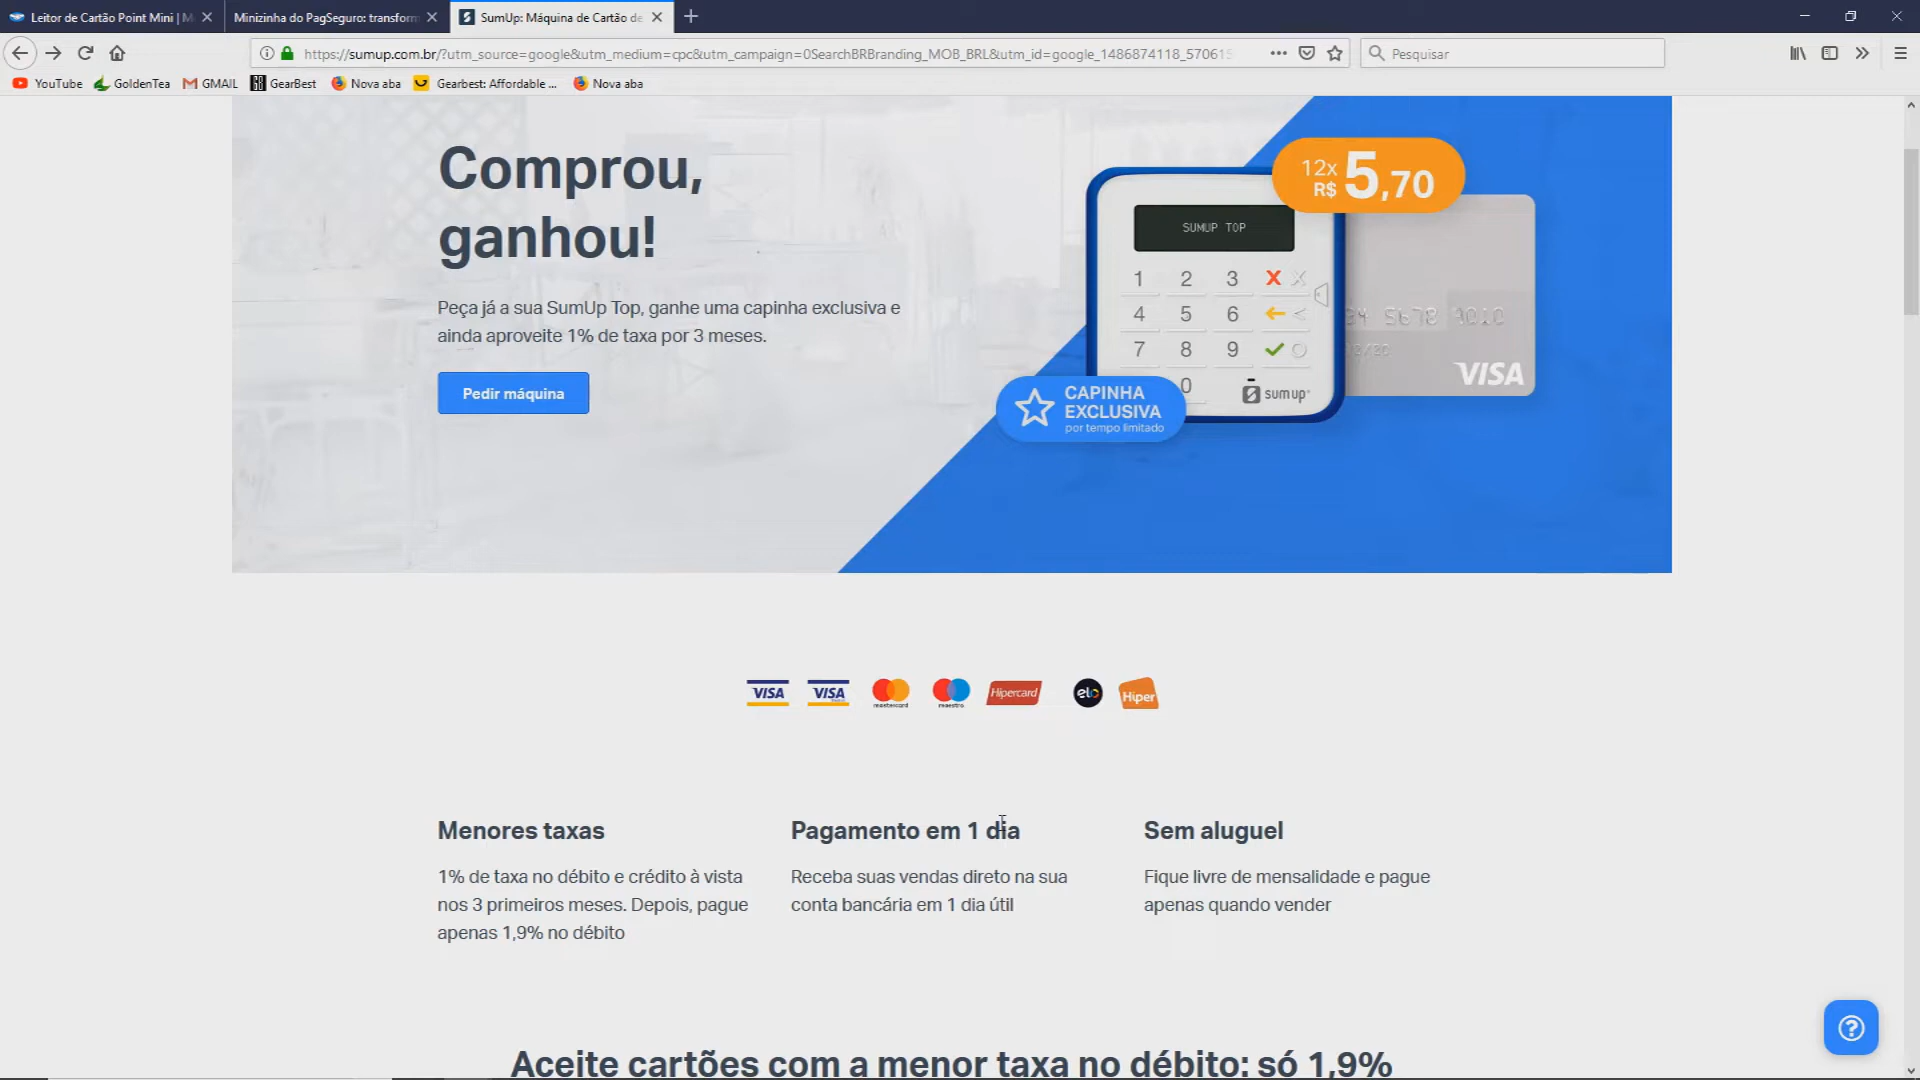 Leitor de Cartão Point Mini | M
Minizinha do PagSeguro: transform
SumUp: Máquina de Cartão de
https://sumup.com.br/?utm_source=google&utm_medium=cpc&utm_campaign=0SearchBRBranding_MOB_BRL&utm_id=google_1486874118_57061
Pesquisar
YouTube
GoldenTea
GMAIL
GearBest
Nova aba
Gearbest: Affordable ...
Nova aba
Comprou,
ganhou!
Peça já a sua SumUp Top, ganhe uma capinha exclusiva e
ainda aproveite 1% de taxa por 3 meses.
Pedir máquina
12x
R$ 5,70
SUMUP TOP
1 2 3 X
4 5 6
7 8 9
0
sumup
34 5678 9010
VISA
CAPINHA
EXCLUSIVA
por tempo limitado
VISA VISA mastercard maestro Hipercard elo Hiper
Menores taxas
1% de taxa no débito e crédito à vista
nos 3 primeiros meses. Depois, pague
apenas 1,9% no débito
Pagamento em 1 dia
Receba suas vendas direto na sua
conta bancária em 1 dia útil
Sem aluguel
Fique livre de mensalidade e pague
apenas quando vender
Aceite cartões com a menor taxa no débito: só 1,9%